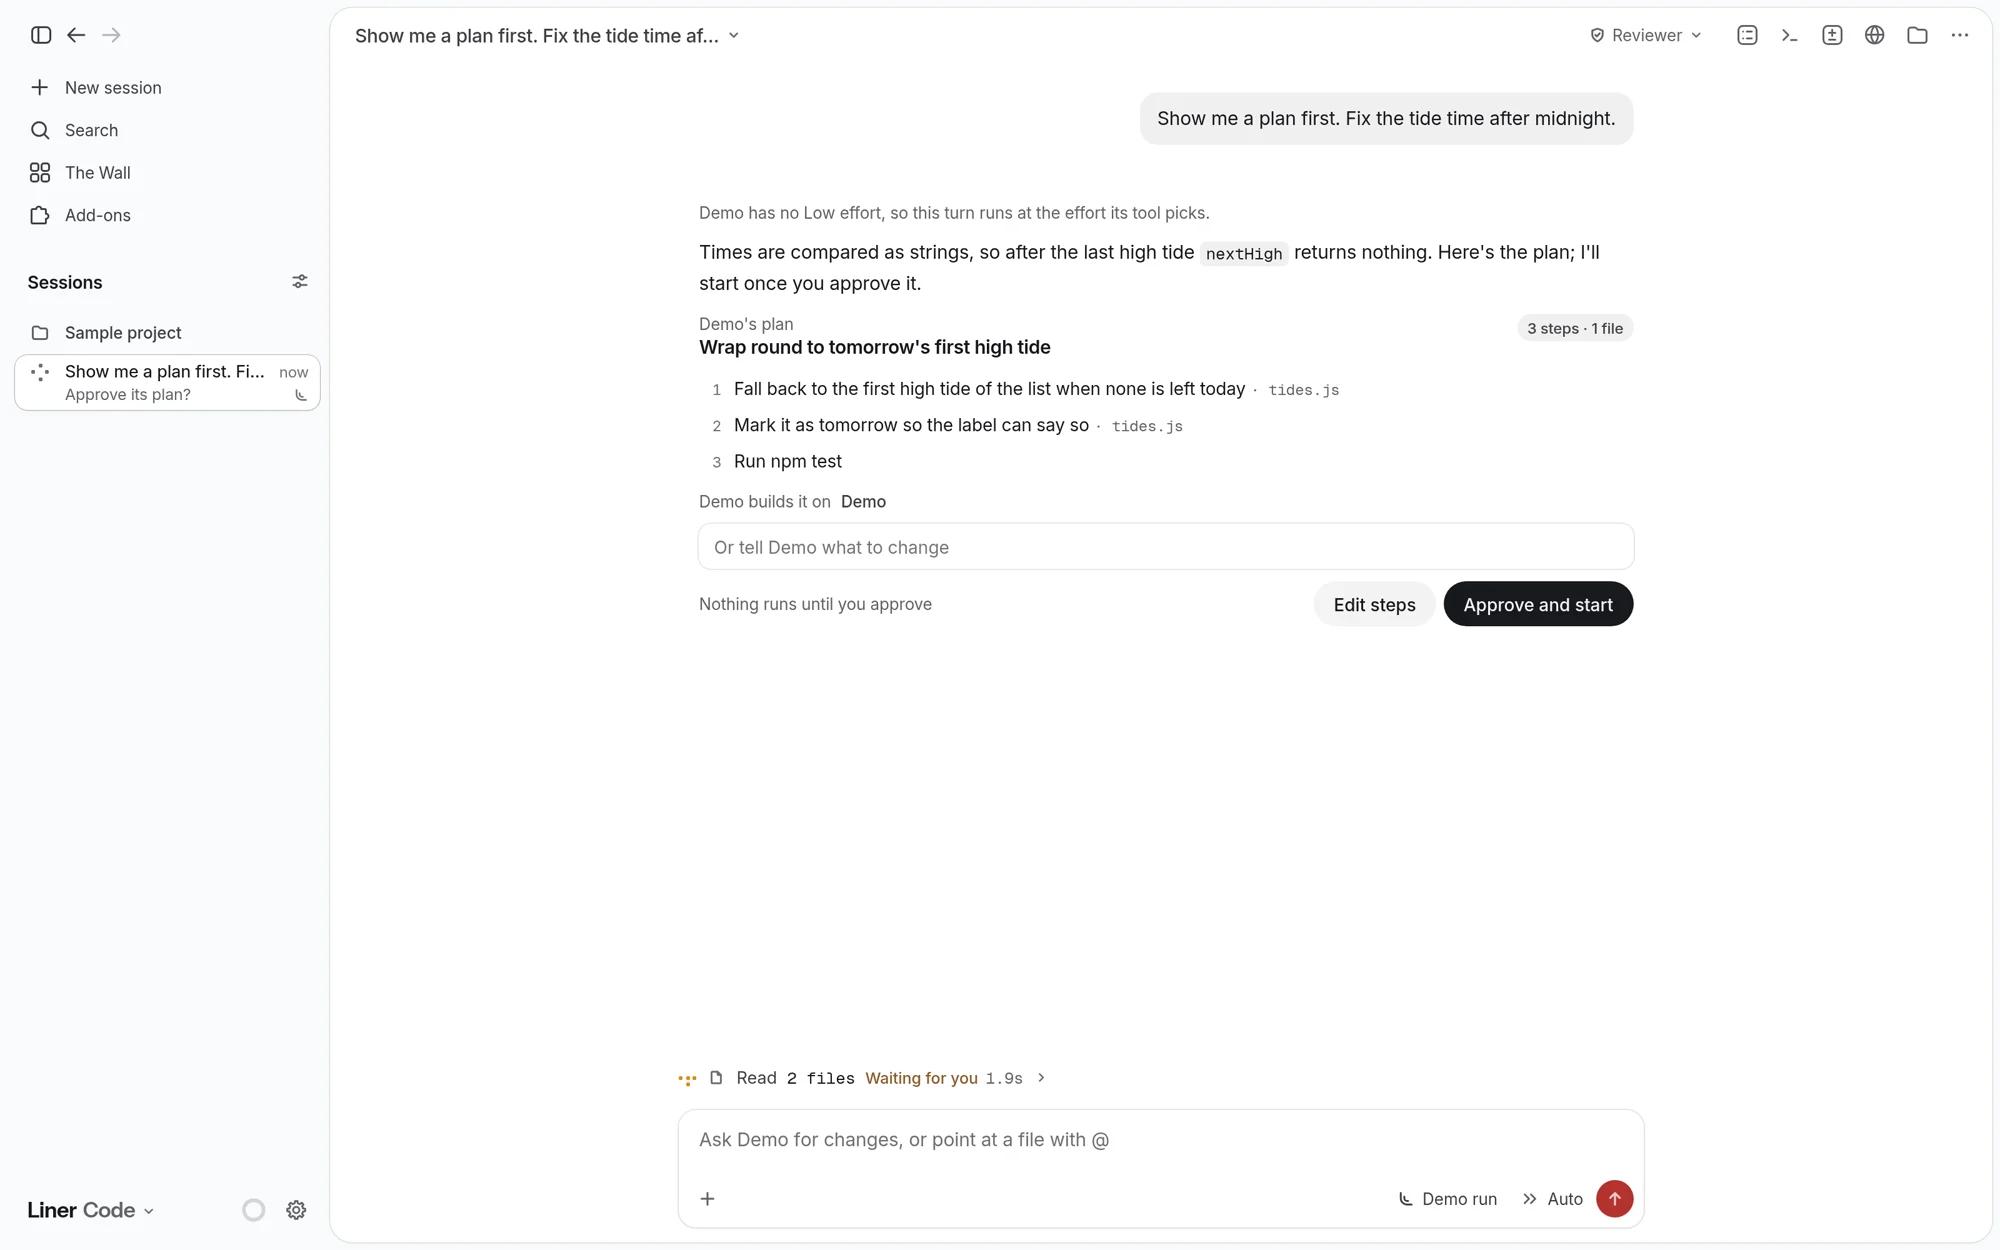 Show me a plan first. Fix the tide time af...
Reviewer
New session
Search
The Wall
Add-ons
Sessions
Sample project
Show me a plan first. Fi... now
Approve its plan?
Show me a plan first. Fix the tide time after midnight.
Demo has no Low effort, so this turn runs at the effort its tool picks.
Times are compared as strings, so after the last high tide nextHigh returns nothing. Here's the plan; I'll
start once you approve it.
Demo's plan
3 steps · 1 file
Wrap round to tomorrow's first high tide
1 Fall back to the first high tide of the list when none is left today · tides.js
2 Mark it as tomorrow so the label can say so · tides.js
3 Run npm test
Demo builds it on Demo
Or tell Demo what to change
Nothing runs until you approve
Edit steps
Approve and start
Read 2 files Waiting for you 1.9s
Ask Demo for changes, or point at a file with @
Demo run
Auto
Liner Code